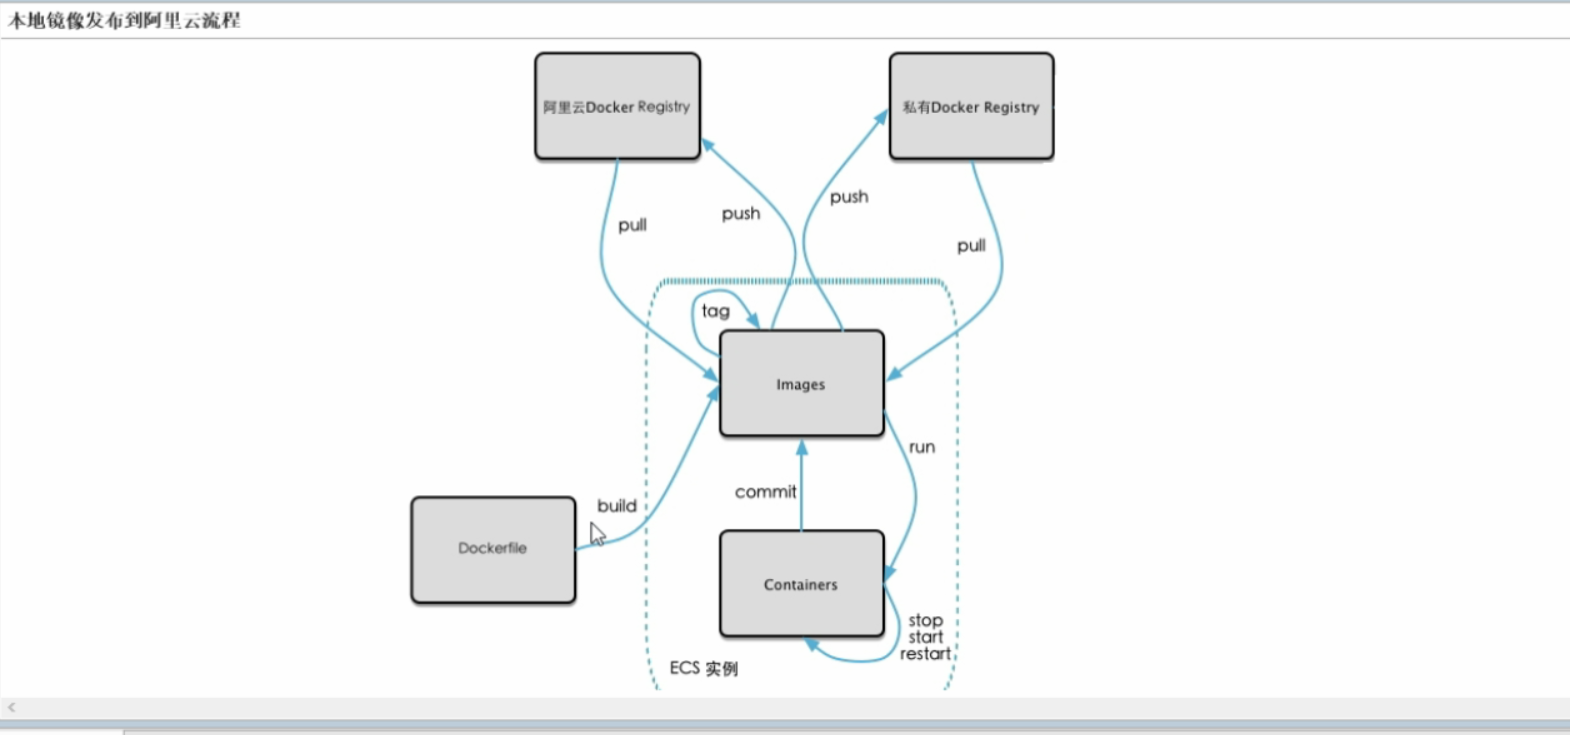 本地镜像发布到阿里云流程
阿里云Docker Registry
私有Docker Registry
push
push
pull
pull
tag
Images
run
commit
build
Dockerfile
Containers
stop
start
restart
ECS 实例